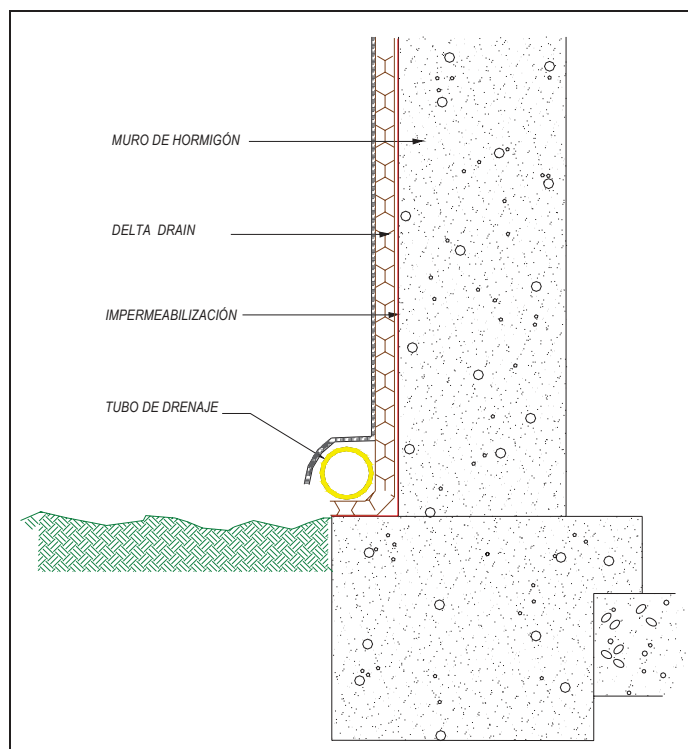 MURO DE HORMIGÓN
DELTA DRAIN
IMPERMEABILIZACIÓN
TUBO DE DRENAJE